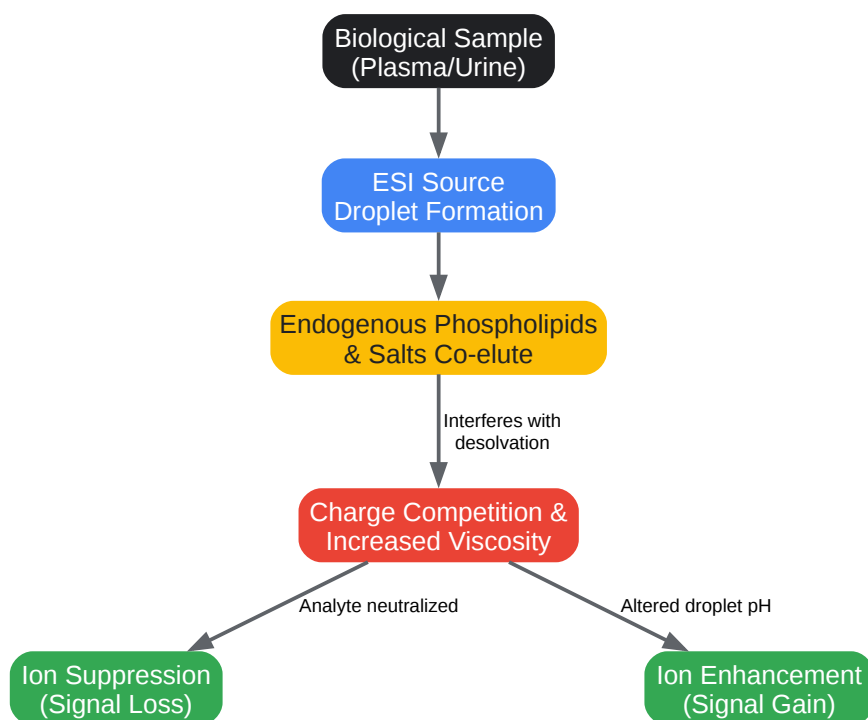 Biological Sample
(Plasma/Urine)
ESI Source
Droplet Formation
Endogenous Phospholipids
& Salts Co-elute
Interferes with
desolvation
Charge Competition &
Increased Viscosity
Analyte neutralized
Altered droplet pH
Ion Suppression
(Signal Loss)
Ion Enhancement
(Signal Gain)